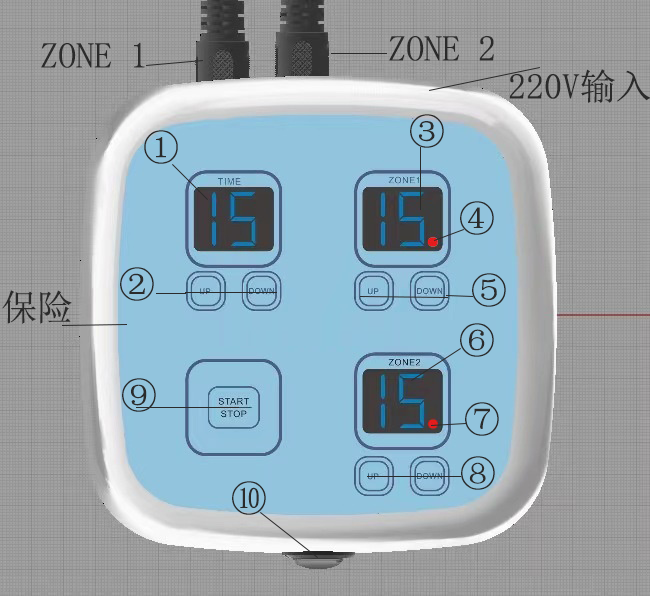 ZONE 1
ZONE 2
220V输入
①
③
TIME
15
ZONE1
15.
④
②
UP
DOWN
UP
DOWN
⑤
保险
⑥
ZONE2
15.
⑦
⑨
START
STOP
UP
DOWN
⑧
⑩